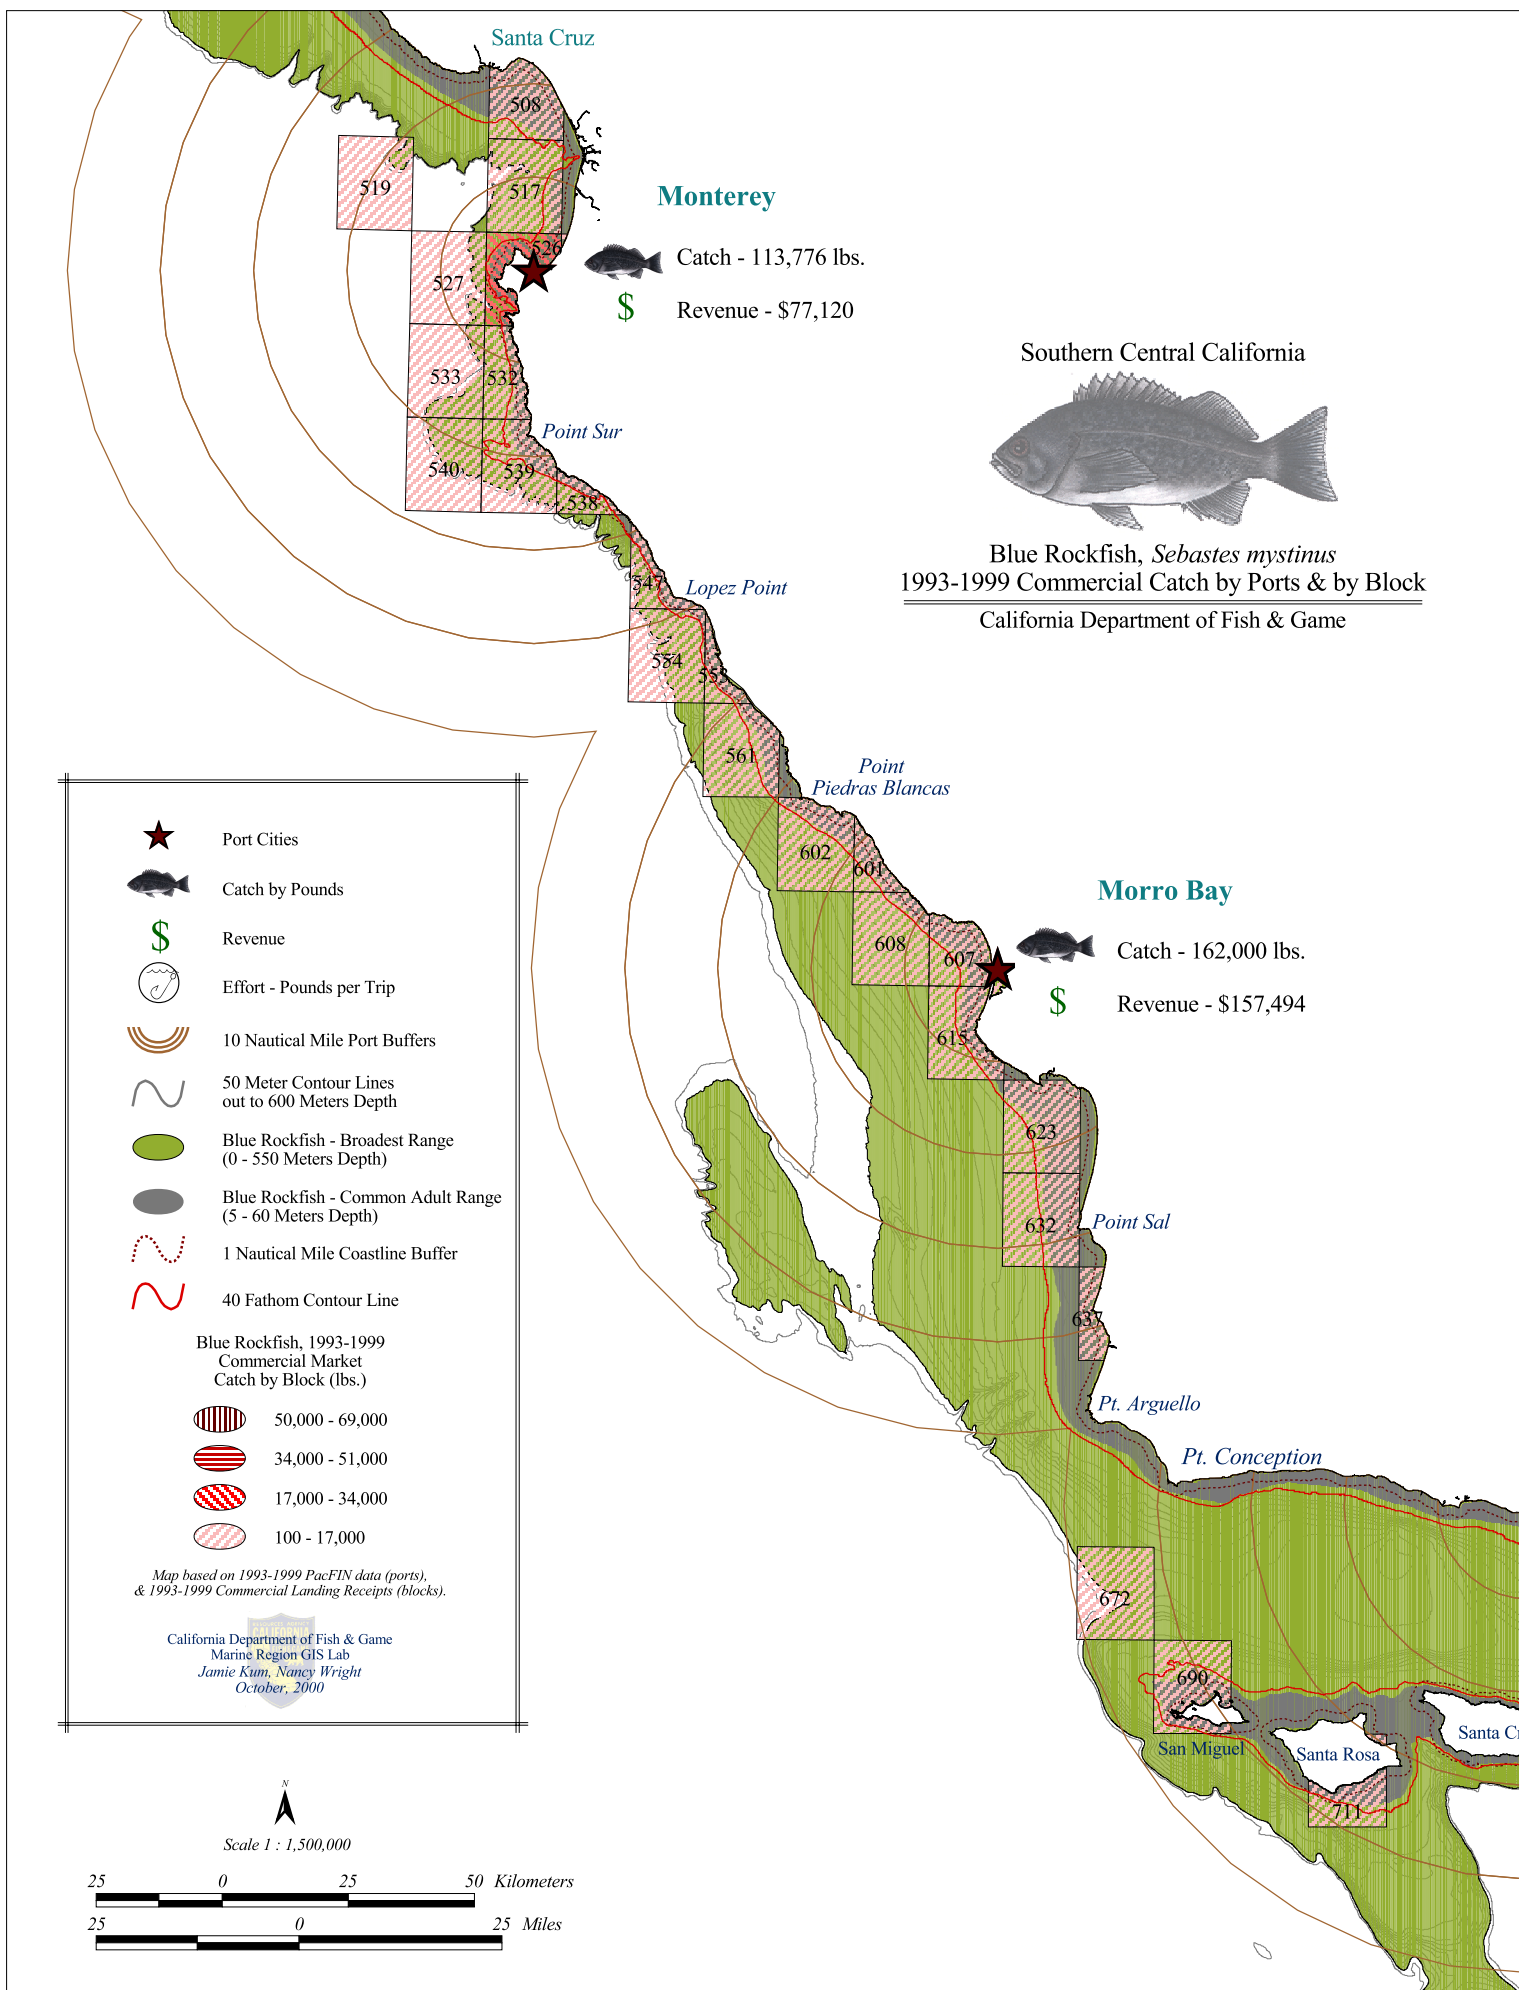 Santa Cruz
508
519
517
Monterey
526
Catch - 113,776 lbs.
527
$
Revenue - $77,120
Southern Central California
533
532
Point Sur
540
539
538
Blue Rockfish, Sebastes mystinus
1993-1999 Commercial Catch by Ports & by Block
California Department of Fish & Game
547
Lopez Point
554
553
561
Point
Piedras Blancas
602
601
Morro Bay
608
607
Catch - 162,000 lbs.
$
Revenue - $157,494
615
623
632
Point Sal
637
Pt. Arguello
Pt. Conception
672
690
San Miguel
Santa Rosa
Santa C
711
Port Cities
Catch by Pounds
$
Revenue
Effort - Pounds per Trip
10 Nautical Mile Port Buffers
50 Meter Contour Lines
out to 600 Meters Depth
Blue Rockfish - Broadest Range
(0 - 550 Meters Depth)
Blue Rockfish - Common Adult Range
(5 - 60 Meters Depth)
1 Nautical Mile Coastline Buffer
40 Fathom Contour Line
Blue Rockfish, 1993-1999
Commercial Market
Catch by Block (lbs.)
50,000 - 69,000
34,000 - 51,000
17,000 - 34,000
100 - 17,000
Map based on 1993-1999 PacFIN data (ports),
& 1993-1999 Commercial Landing Receipts (blocks).
CALIFORNIA
California Department of Fish & Game
Marine Region GIS Lab
Jamie Kum, Nancy Wright
October, 2000
N
Scale 1 : 1,500,000
25 0 25 50 Kilometers
25 0 25 Miles